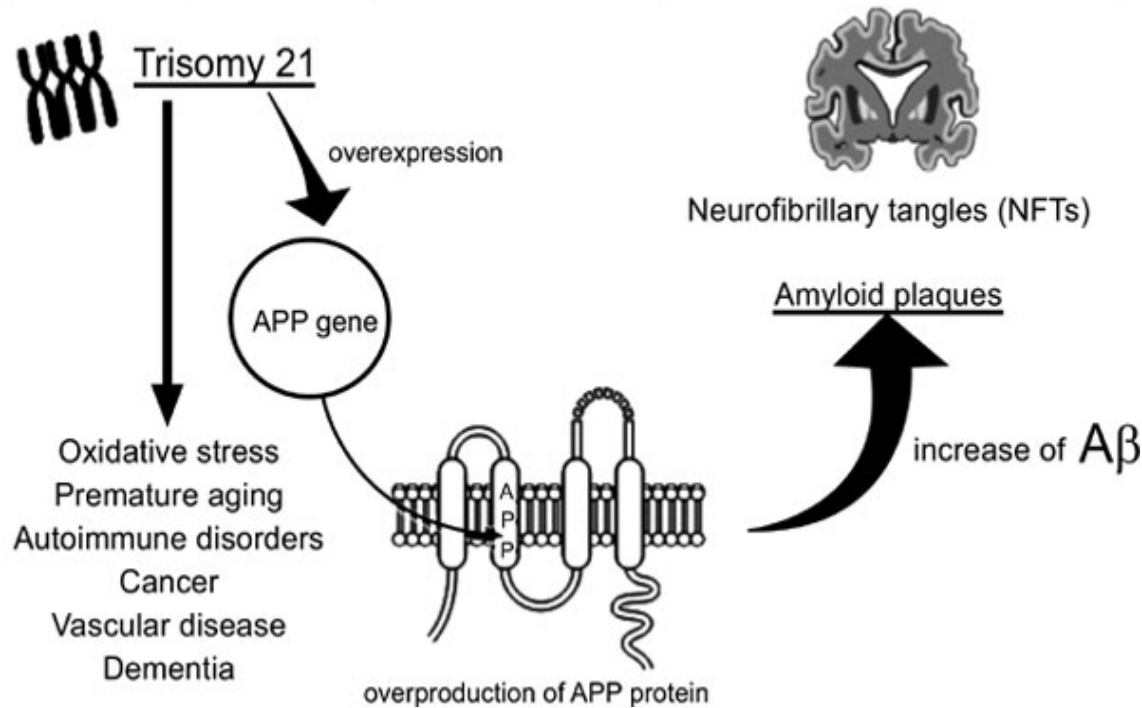 Trisomy 21
overexpression
APP gene
Oxidative stress
Premature aging
Autoimmune disorders
Cancer
Vascular disease
Dementia
A
P
P
overproduction of APP protein
increase of Aβ
Amyloid plaques
Neurofibrillary tangles (NFTs)